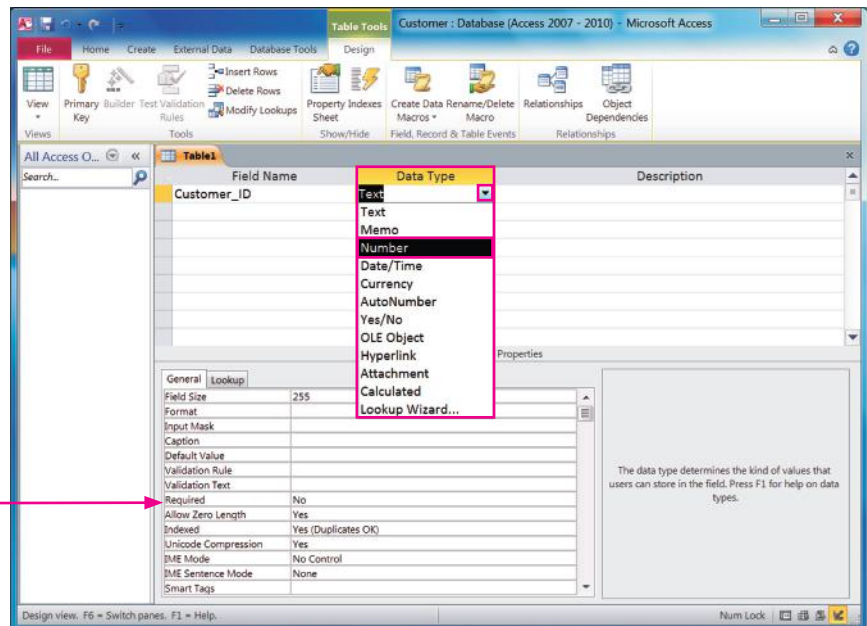 Table Tools Customer : Database (Access 2007 - 2010) - Microsoft Access
File Home Create External Data Database Tools Design
View Primary Key Builder Test Validation Rules Insert Rows Delete Rows Modify Lookups Property Sheet Indexes Create Data Macros Rename/Delete Macro Relationships Object Dependencies
Views Tools Show/Hide Field, Record & Table Events Relationships
All Access O... Table1
Search...
Field Name Data Type Description
Customer_ID Text
Text
Memo
Number
Date/Time
Currency
AutoNumber
Yes/No
OLE Object
Hyperlink Properties
Attachment
Calculated
Lookup Wizard...
General Lookup
Field Size 255
Format
Input Mask
Caption
Default Value
Validation Rule
Validation Text
Required No
Allow Zero Length Yes
Indexed Yes (Duplicates OK)
Unicode Compression Yes
IME Mode No Control
IME Sentence Mode None
Smart Tags
The data type determines the kind of values that
users can store in the field. Press F1 for help on data
types.
Design view. F6 = Switch panes. F1 = Help. Num Lock